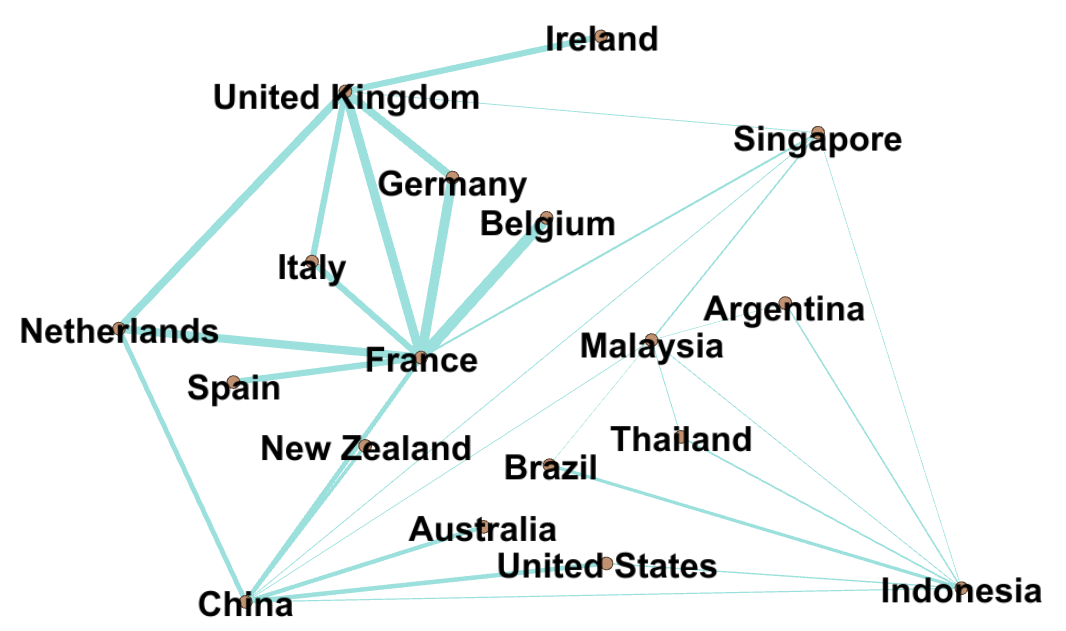 Ireland
United Kingdom
Singapore
Germany
Belgium
Italy
Argentina
Netherlands
Malaysia
France
Spain
Thailand
New Zealand
Brazil
Australia
United States
Indonesia
China